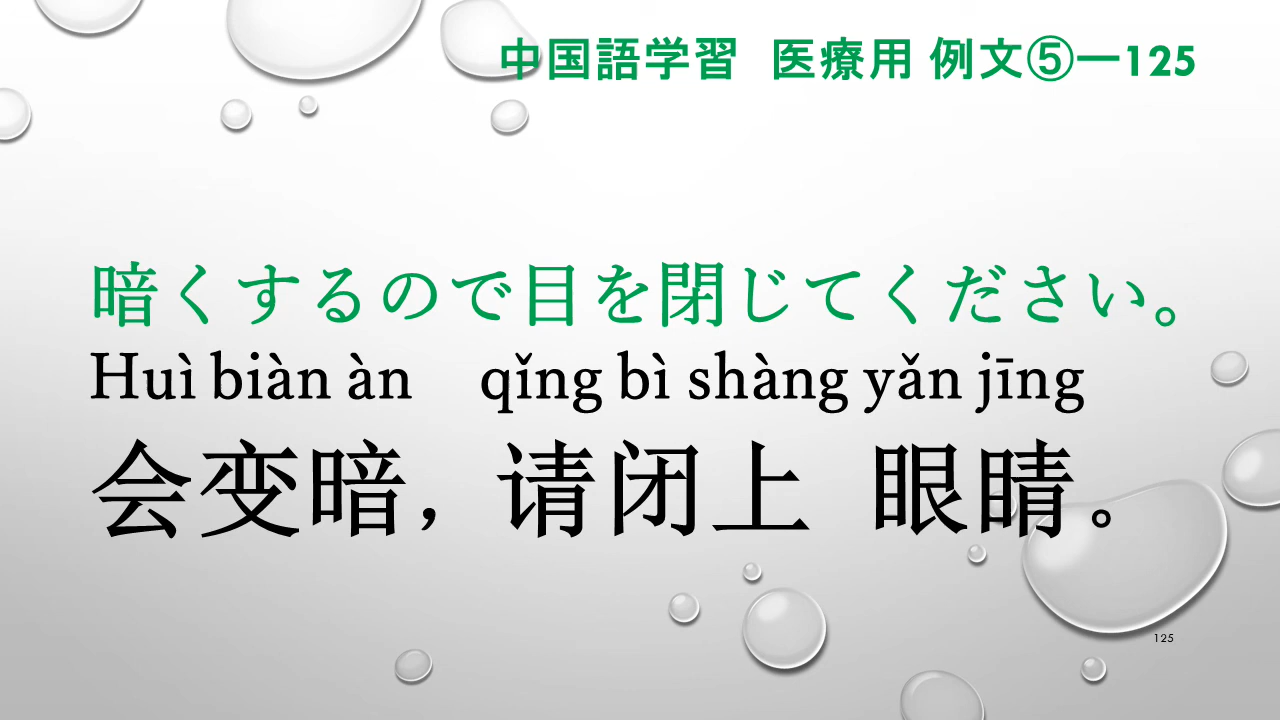 中国語学習 医療用 例文⑤ー125
暗くするので目を閉じてください。
Huì biàn àn　qǐng bì shàng yǎn jīng
会变暗，请闭上 眼睛。
125